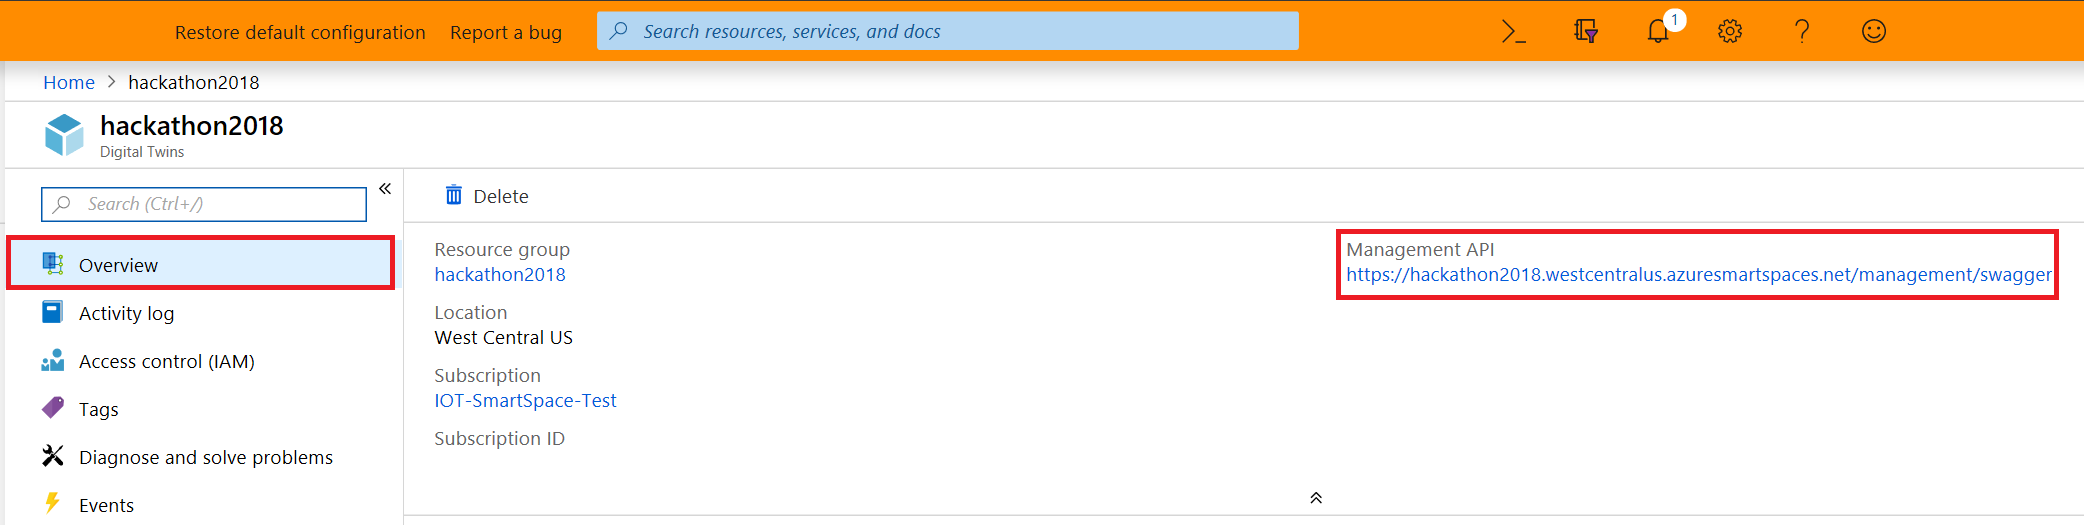 Restore default configuration Report a bug Search resources, services, and docs 1
Home > hackathon2018
hackathon2018
Digital Twins
Search (Ctrl+/)
Overview
Activity log
Access control (IAM)
Tags
Diagnose and solve problems
Events
Delete
Resource group
hackathon2018
Location
West Central US
Subscription
IOT-SmartSpace-Test
Subscription ID
Management API
https://hackathon2018.westcentralus.azuresmartspaces.net/management/swagger